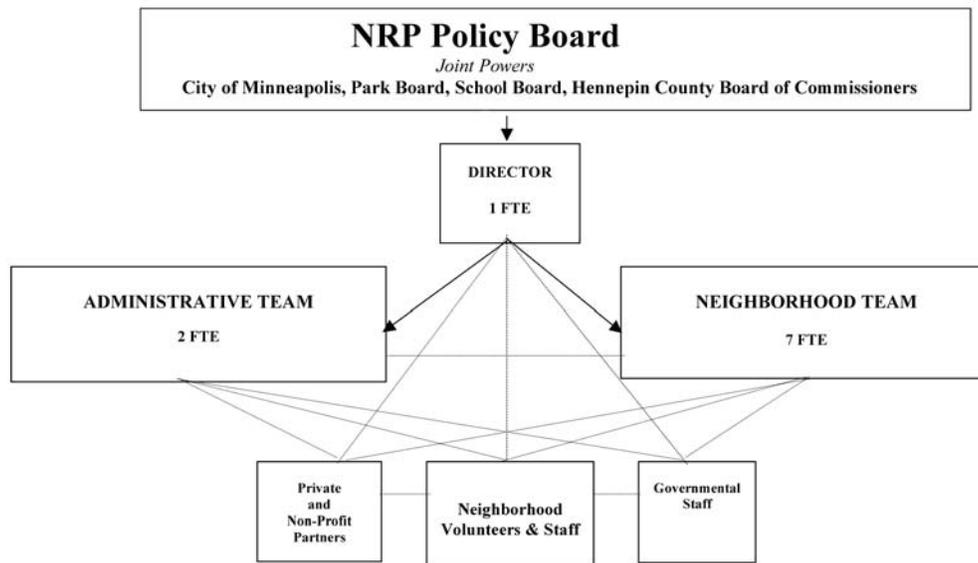 NRP Policy Board
Joint Powers
City of Minneapolis, Park Board, School Board, Hennepin County Board of Commissioners
DIRECTOR
1 FTE
ADMINISTRATIVE TEAM
2 FTE
NEIGHBORHOOD TEAM
7 FTE
Private
and
Non-Profit
Partners
Neighborhood
Volunteers & Staff
Governmental
Staff